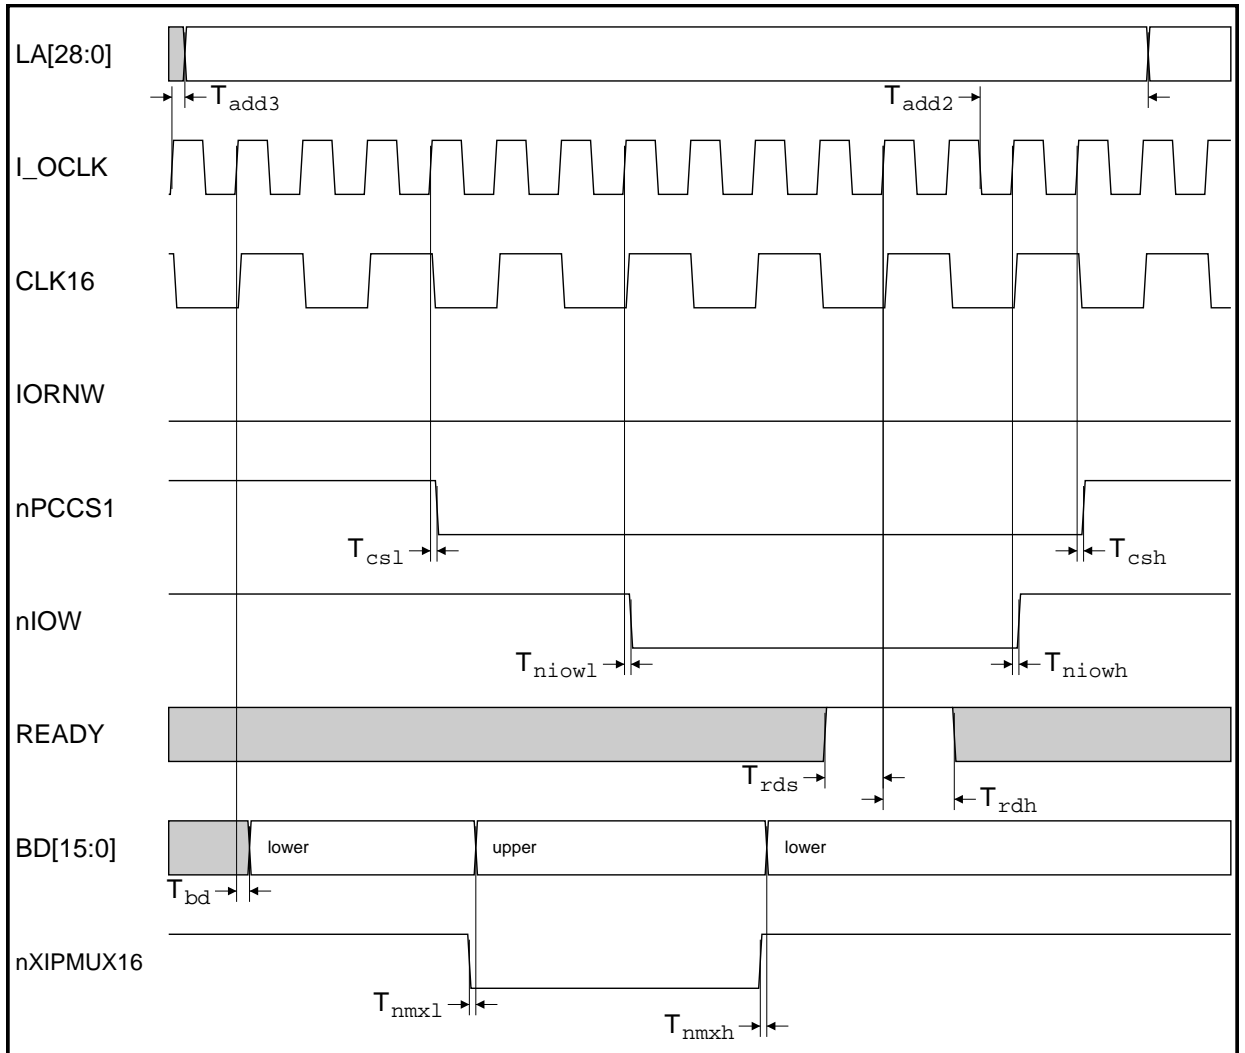 LA[28:0]
Tadd3
Tadd2
I_OCLK
CLK16
IORNW
nPCCS1
Tcsl
Tcsh
nIOW
Tniowl
Tniowh
READY
Trds
Trdh
BD[15:0]
lower upper lower
Tbd
nXIPMUX16
Tnmxl
Tnmxh